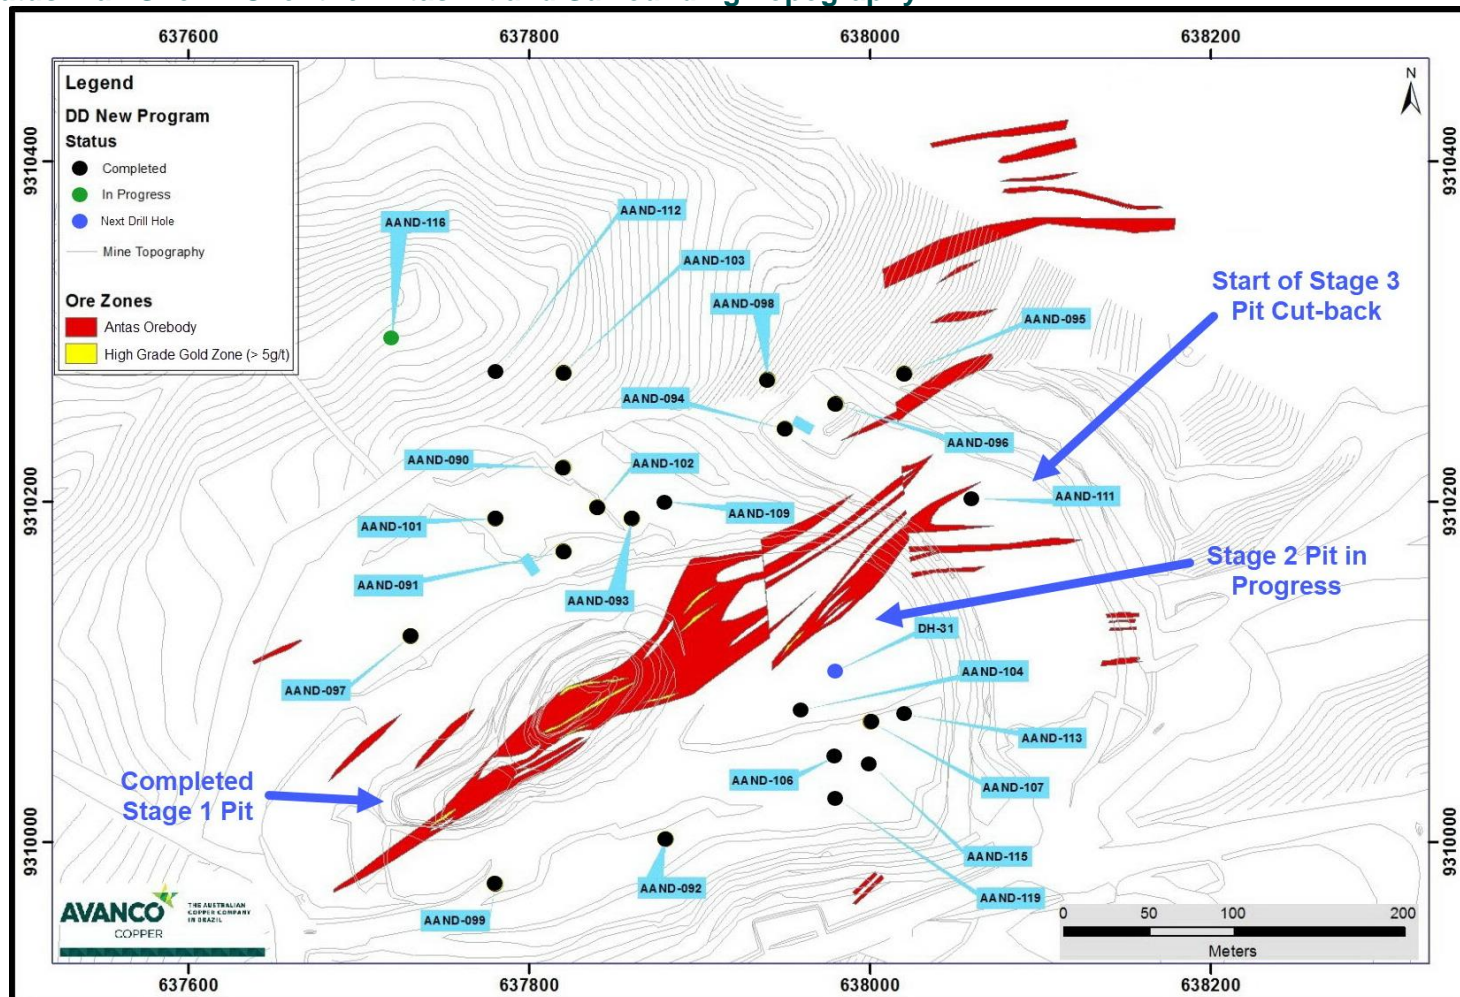 637600 637800 638000 638200
Legend
DD New Program
Status
Completed
In Progress
Next Drill Hole
Mine Topography
Ore Zones
Antas Orebody
High Grade Gold Zone (> 5g/t)
N
9310400
9310400
AAND-116
AAND-112
AAND-103
AAND-098
AAND-095
Start of Stage 3
Pit Cut-back
AAND-094
AAND-096
AAND-090
AAND-102
AAND-111
9310200
9310200
AAND-101
AAND-109
Stage 2 Pit in
Progress
AAND-091
AAND-093
DH-31
AAND-104
AAND-097
AAND-113
Completed
Stage 1 Pit
AAND-106
AAND-107
9310000
9310000
AAND-115
AAND-092
AAND-119
AAND-099
AVANCO
COPPER
THE AUSTRALIAN
COPPER COMPANY
IN BRAZIL
0 50 100 200
Meters
637600 637800 638000 638200